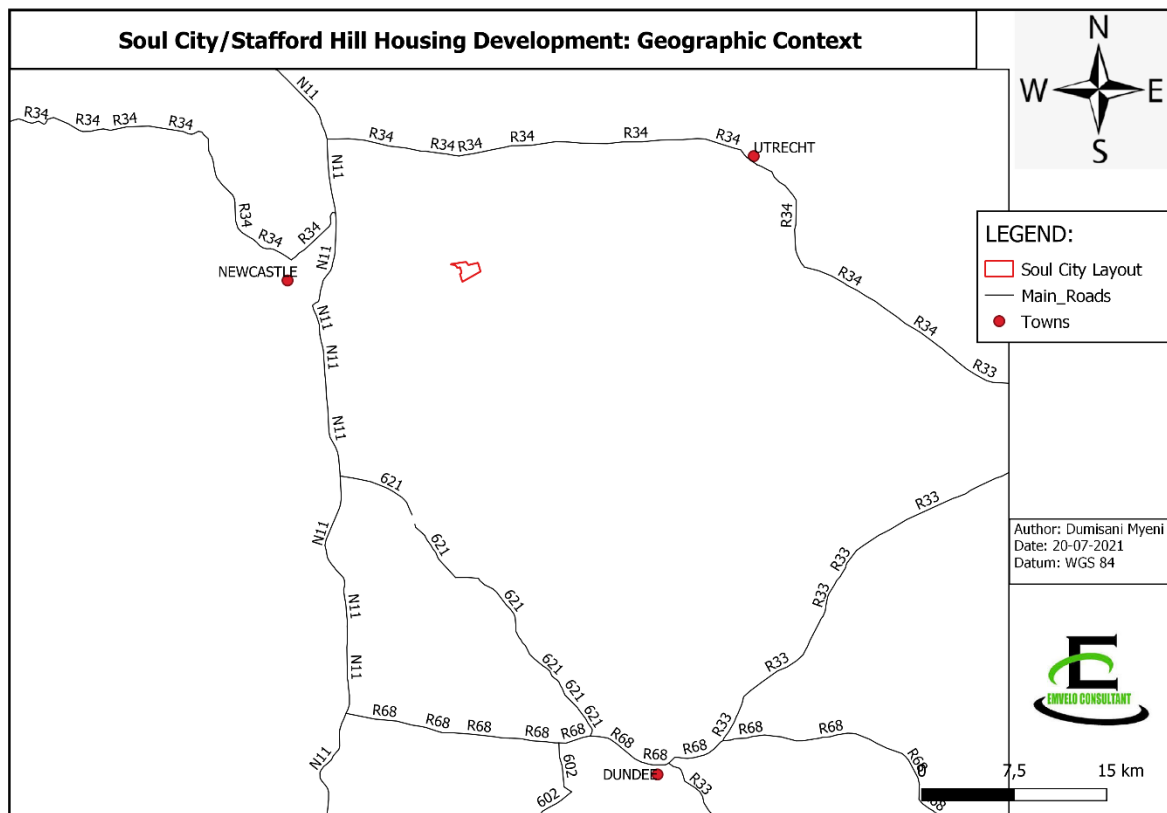 Soul City/Stafford Hill Housing Development: Geographic Context
N
W E
S
N11
R34 R34 R34 R34
R34 R34 R34 R34 R34 R34
UTRECHT
N11
R34 R34 R34
R34
N11
NEWCASTLE
R34
LEGEND:
Soul City Layout
Main_Roads
Towns
N11
N11
R34
R33
N11
621
R33
N11
621
Author: Dumisani Myeni
Date: 20-07-2021
Datum: WGS 84
R33
N11
621
R33
N11
621
R33
621
621
E
EMVELO CONSULTANT
R68 R68 R68 R68 R68
R33
R68 R68
R68
R68
N11
602
DUNDEE
R68
R33
602
0 7,5 15 km
68